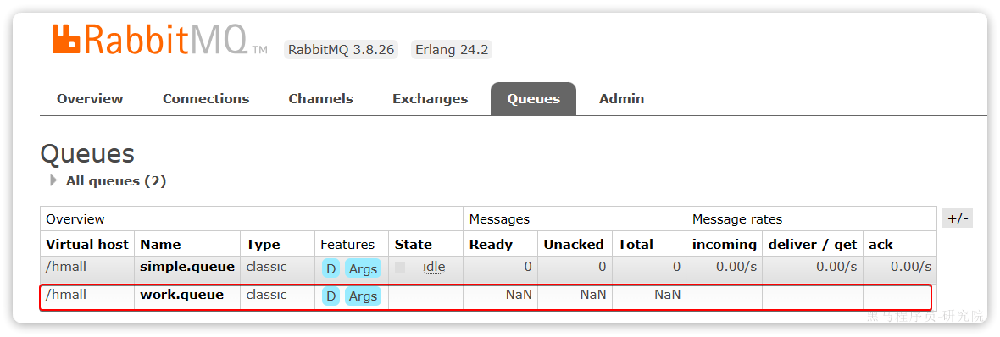 RabbitMQ TM RabbitMQ 3.8.26 Erlang 24.2
Overview Connections Channels Exchanges Queues Admin
Queues
All queues (2)
Overview Messages Message rates +/-
Virtual host Name Type Features State Ready Unacked Total incoming deliver / get ack
/hmall simple.queue classic D Args idle 0 0 0 0.00/s 0.00/s 0.00/s
/hmall work.queue classic D Args NaN NaN NaN
黑马程序员-研究院